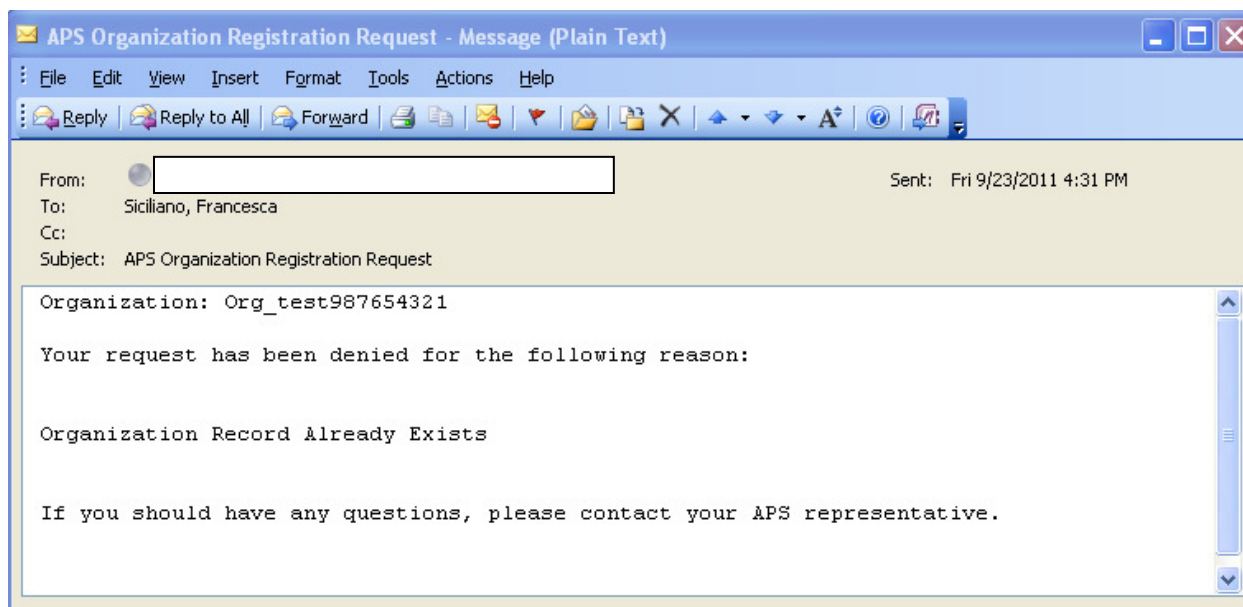 APS Organization Registration Request - Message (Plain Text)
File Edit View Insert Format Tools Actions Help
Reply Reply to All Forward
From: Sent: Fri 9/23/2011 4:31 PM
To: Siciliano, Francesca
Cc:
Subject: APS Organization Registration Request
Organization: Org_test987654321
Your request has been denied for the following reason:
Organization Record Already Exists
If you should have any questions, please contact your APS representative.